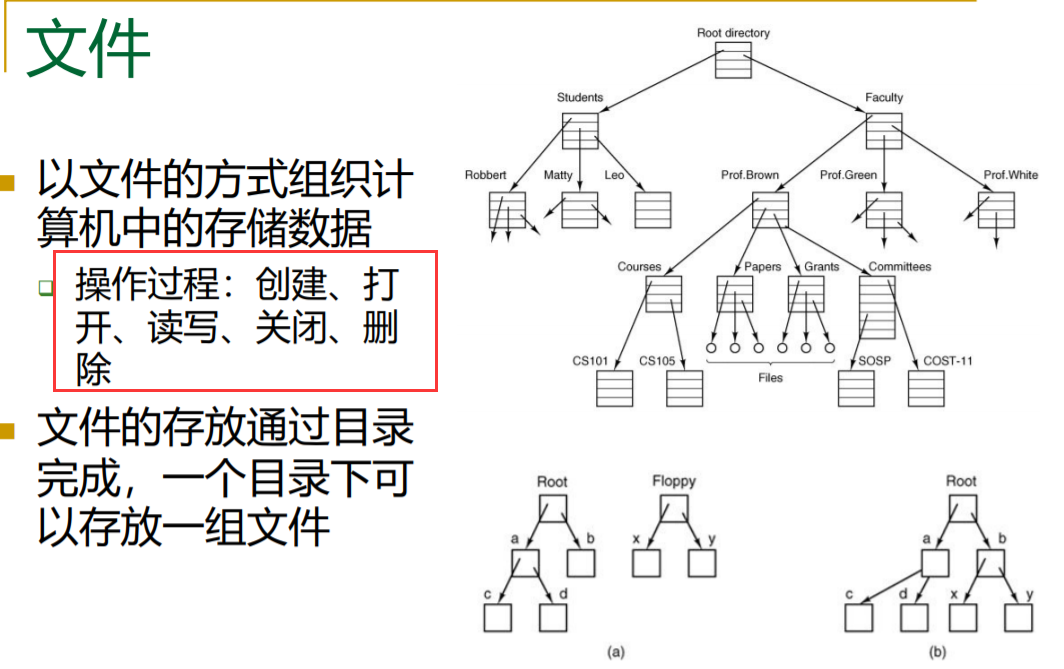 文件
以文件的方式组织计
算机中的存储数据
操作过程：创建、打
开、读写、关闭、删
除
文件的存放通过目录
完成，一个目录下可
以存放一组文件
Root directory
Students
Faculty
Robbert
Matty
Leo
Prof.Brown
Prof.Green
Prof.White
Courses
Papers
Grants
Committees
CS101
CS105
Files
SOSP
COST-11
Root
Floppy
a
b
x
y
c
d
(a)
Root
a
b
c
d
x
y
(b)